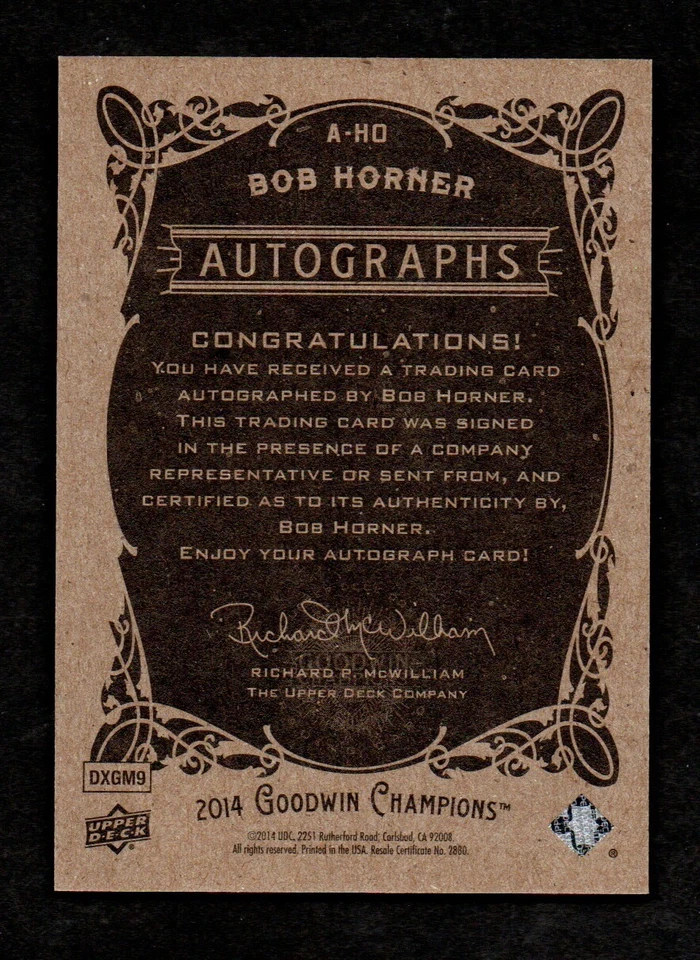 A-HO
BOB HORNER
AUTOGRAPHS
CONGRATULATIONS!
YOU HAVE RECEIVED A TRADING CARD
AUTOGRAPHED BY BOB HORNER.
THIS TRADING CARD WAS SIGNED
IN THE PRESENCE OF A COMPANY
REPRESENTATIVE OR SENT FROM, AND
CERTIFIED AS TO ITS AUTHENTICITY BY,
BOB HORNER.
ENJOY YOUR AUTOGRAPH CARD!
Richard McWilliam
GOODWIN
RICHARD P. MCWILLIAM
THE UPPER DECK COMPANY
DXGM9
UPPER
D·E·C·K
2014 GOODWIN CHAMPIONS™
©2014 UDC, 2251 Rutherford Road, Carlsbad, CA 92008.
All rights reserved. Printed in the USA. Resale Certificate No. 2880.
®